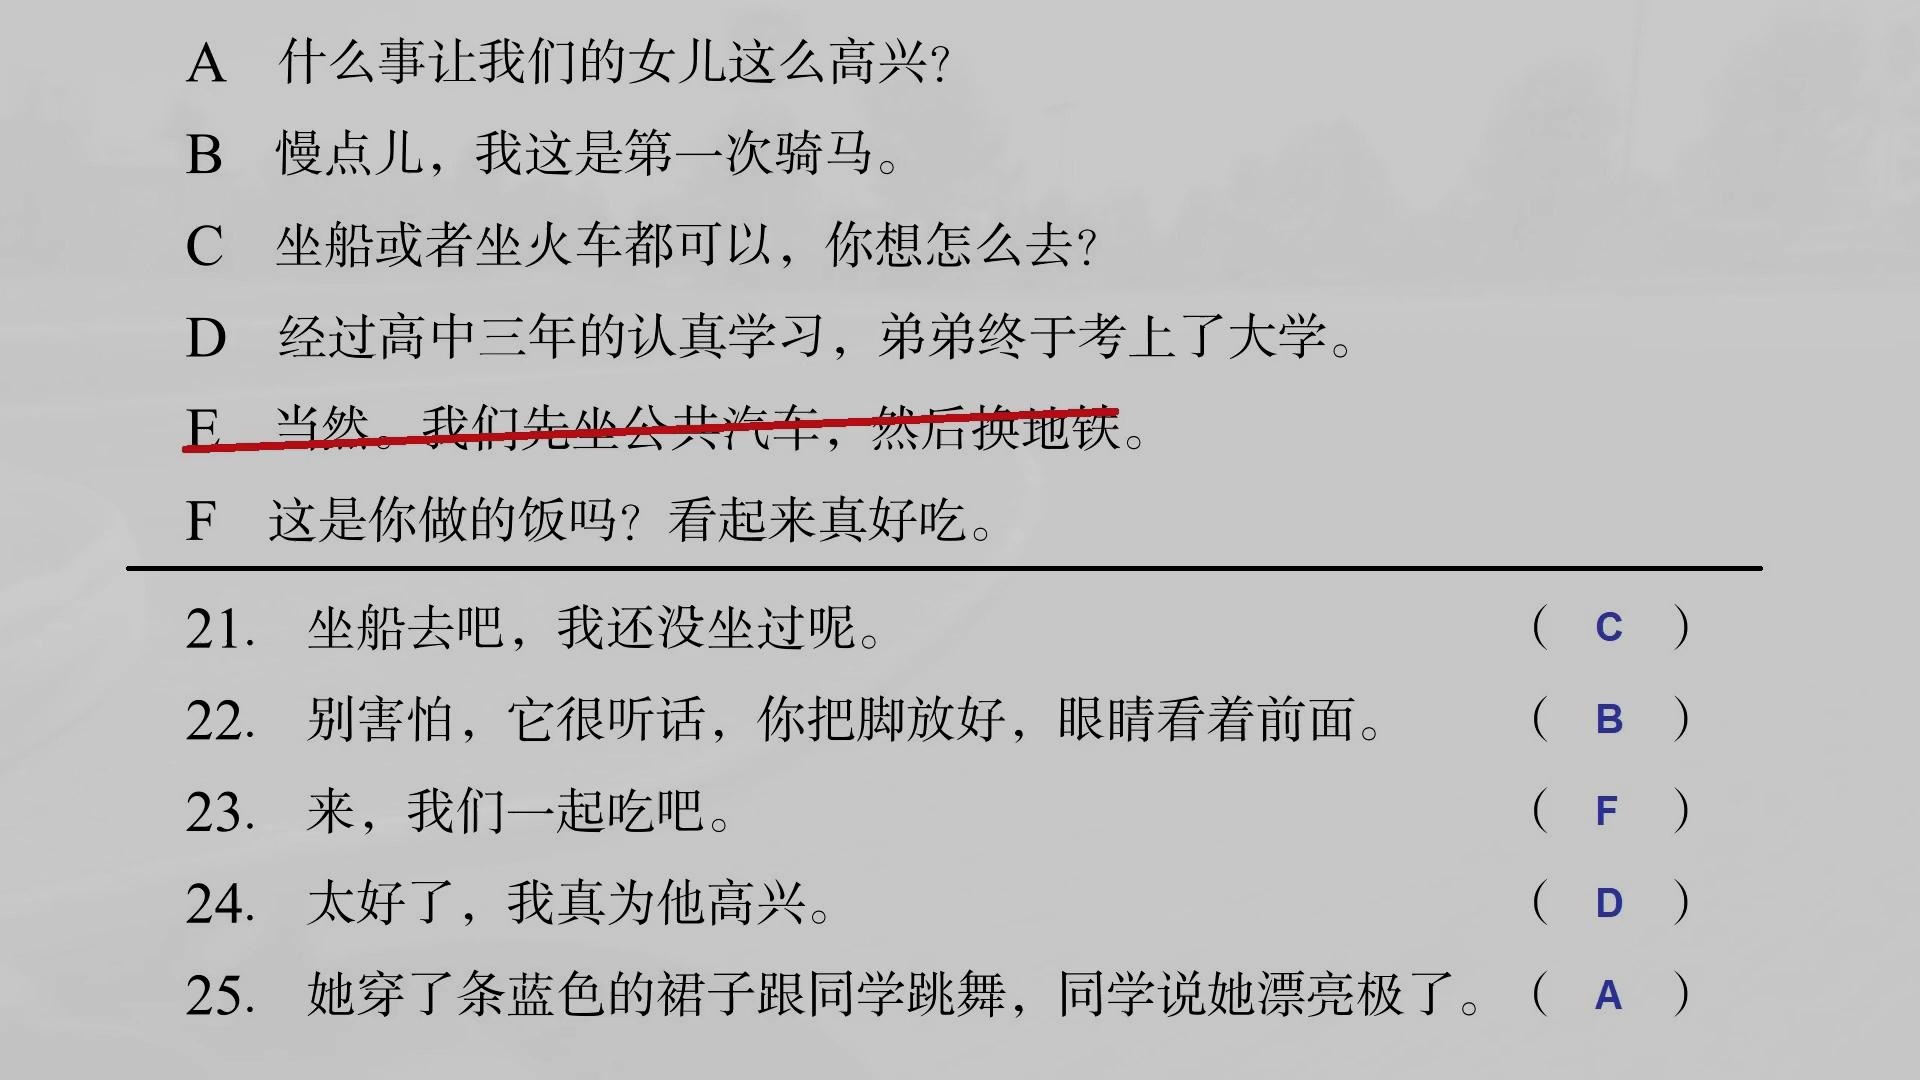 A 什么事让我们的女儿这么高兴？
B 慢点儿，我这是第一次骑马。
C 坐船或者坐火车都可以，你想怎么去？
D 经过高中三年的认真学习，弟弟终于考上了大学。
E 当然。我们先坐公共汽车，然后换地铁。
F 这是你做的饭吗？看起来真好吃。
21. 坐船去吧，我还没坐过呢。 （ C ）
22. 别害怕，它很听话，你把脚放好，眼睛看着前面。 （ B ）
23. 来，我们一起吃吧。 （ F ）
24. 太好了，我真为他高兴。 （ D ）
25. 她穿了条蓝色的裙子跟同学跳舞，同学说她漂亮极了。 （ A ）